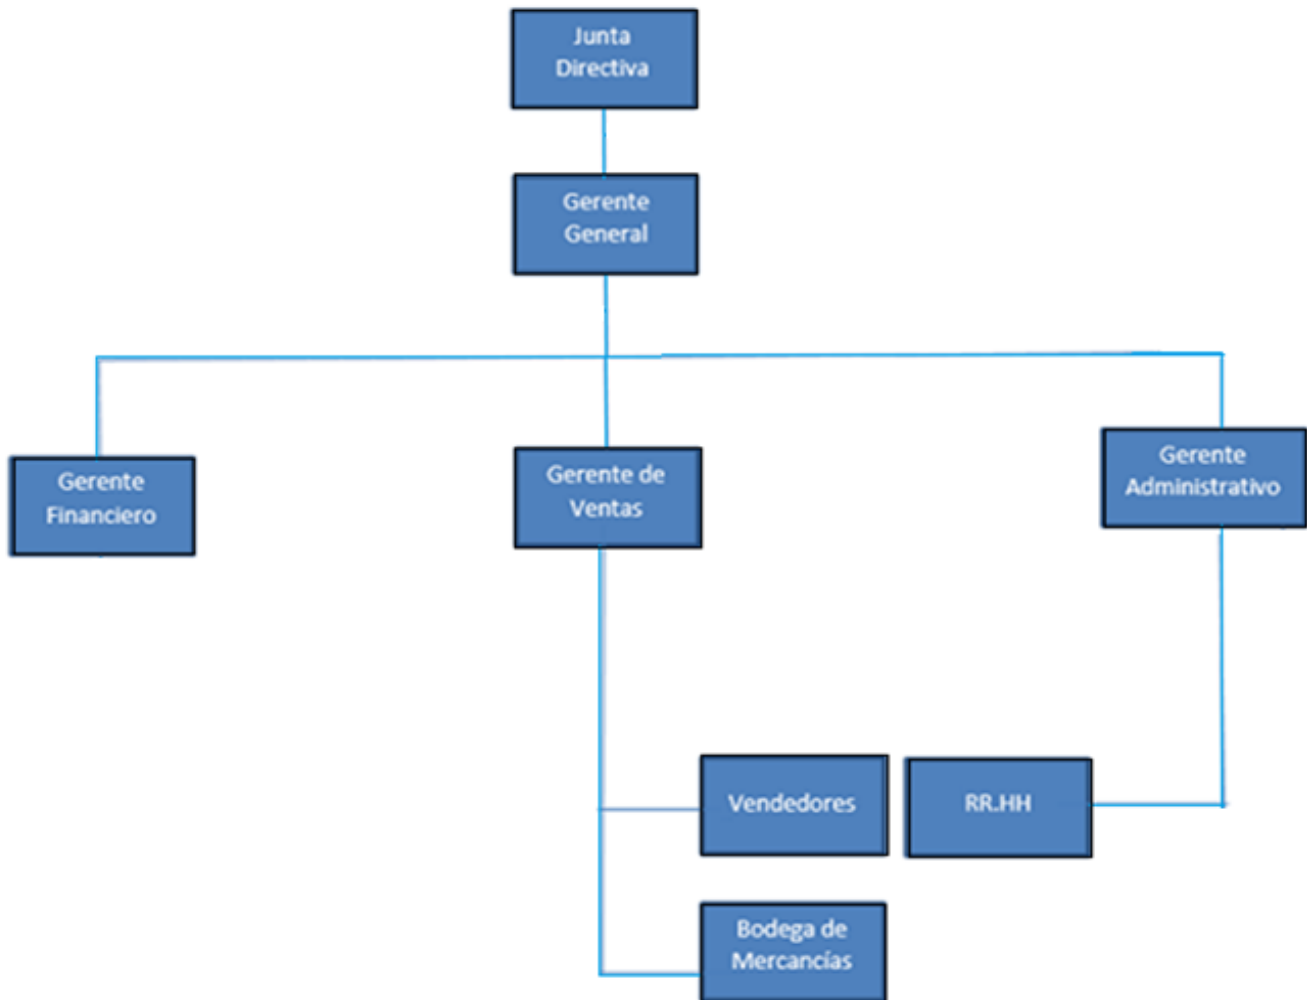 Junta
Directiva
Gerente
General
Gerente
Financiero
Gerente de
Ventas
Gerente
Administrativo
Vendedores
RR.HH
Bodega de
Mercancías